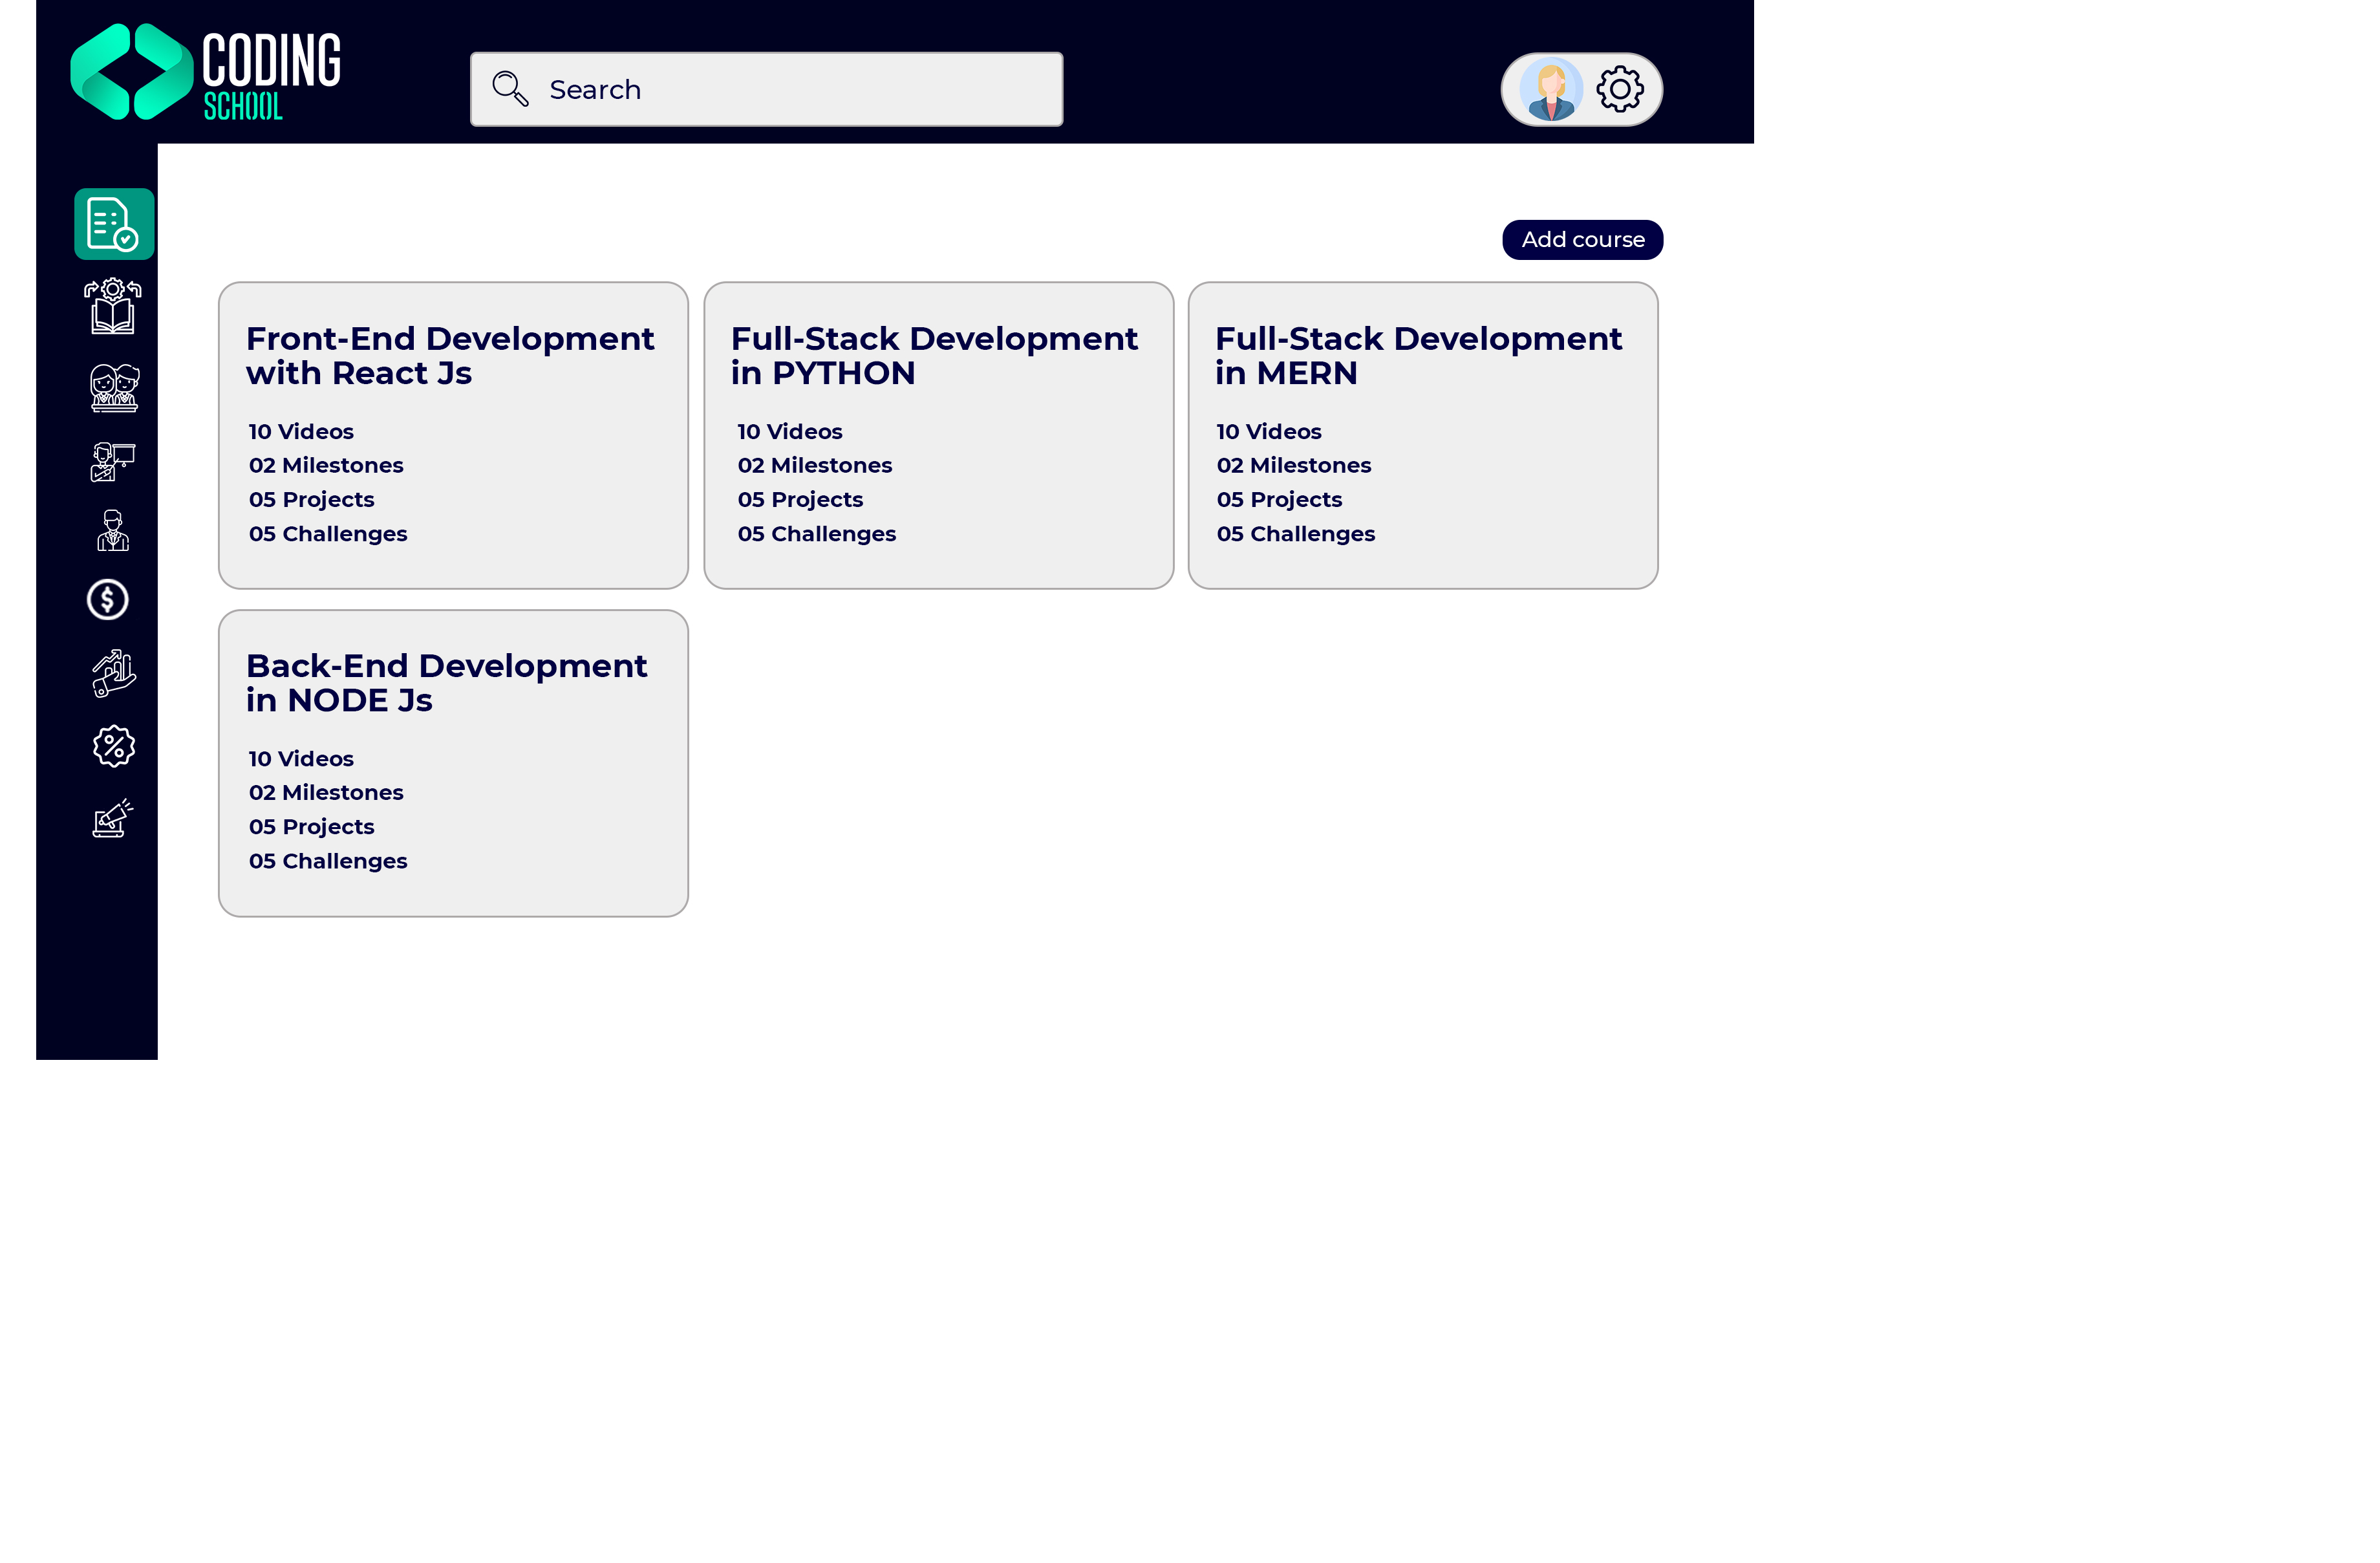 CODING
SCHOOL
Search
Add course
Front-End Development
with React Js
10 Videos
02 Milestones
05 Projects
05 Challenges
Full-Stack Development
in PYTHON
10 Videos
02 Milestones
05 Projects
05 Challenges
Full-Stack Development
in MERN
10 Videos
02 Milestones
05 Projects
05 Challenges
Back-End Development
in NODE Js
10 Videos
02 Milestones
05 Projects
05 Challenges